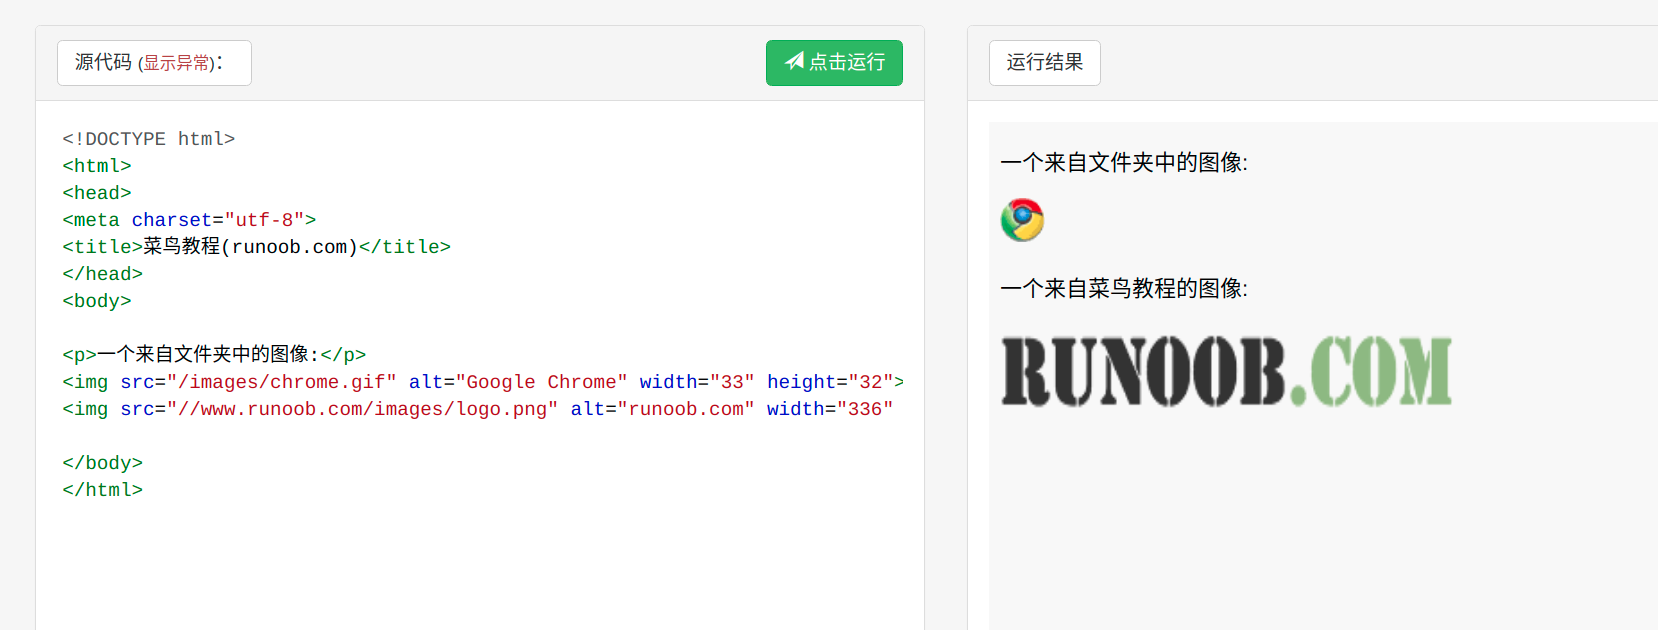 源代码 (显示异常)：
点击运行
<!DOCTYPE html>
<html>
<head>
<meta charset="utf-8">
<title>菜鸟教程(runoob.com)</title>
</head>
<body>
<p>一个来自文件夹中的图像:</p>
<img src="/images/chrome.gif" alt="Google Chrome" width="33" height="32">
<img src="//www.runoob.com/images/logo.png" alt="runoob.com" width="336"
</body>
</html>
运行结果
一个来自文件夹中的图像:
一个来自菜鸟教程的图像:
RUNOOB.COM